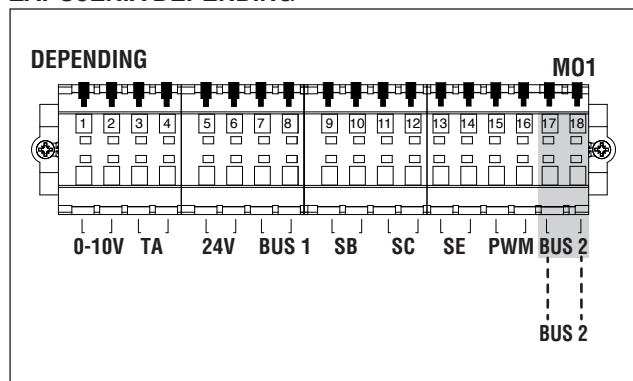 DEPENDING
MO1
1 2 3 4 5 6 7 8 9 10 11 12 13 14 15 16 17 18
0-10V TA 24V BUS 1 SB SC SE PWM BUS 2
BUS 2